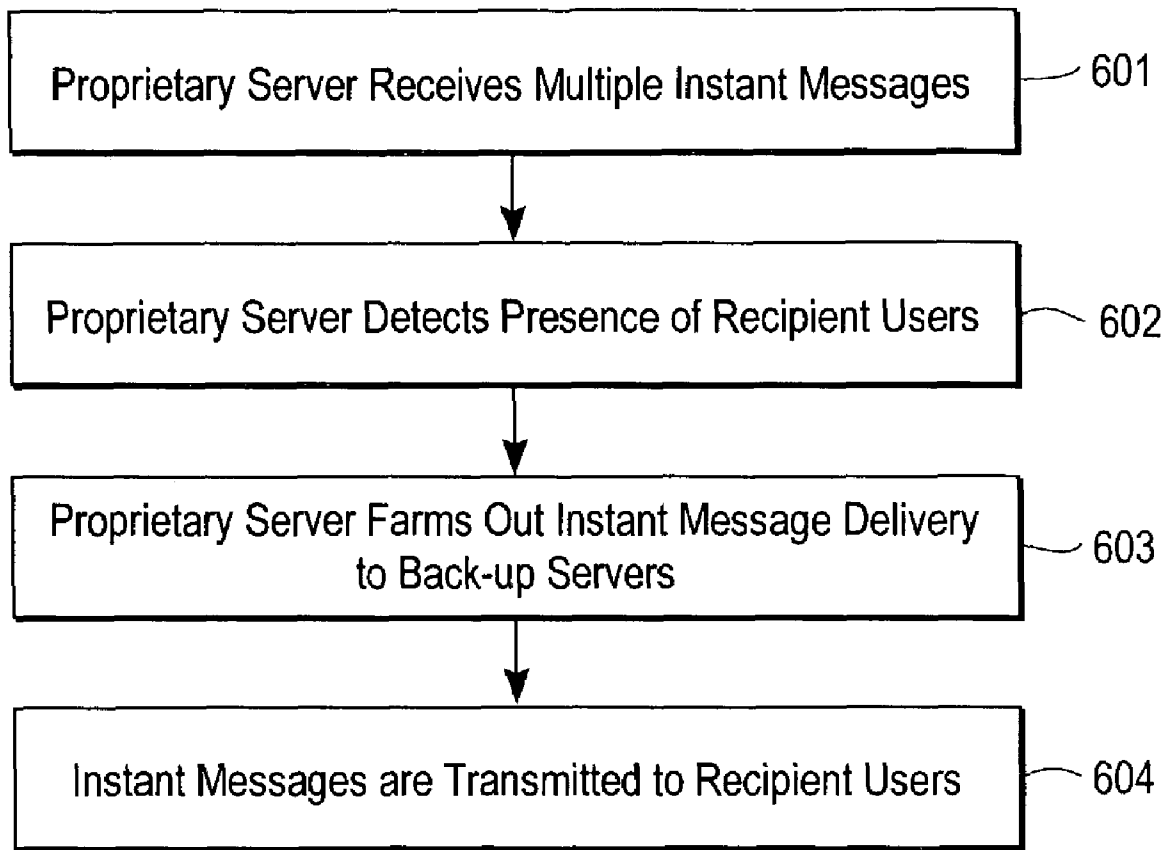 Proprietary Server Receives Multiple Instant Messages
601
Proprietary Server Detects Presence of Recipient Users
602
Proprietary Server Farms Out Instant Message Delivery
to Back-up Servers
603
Instant Messages are Transmitted to Recipient Users
604